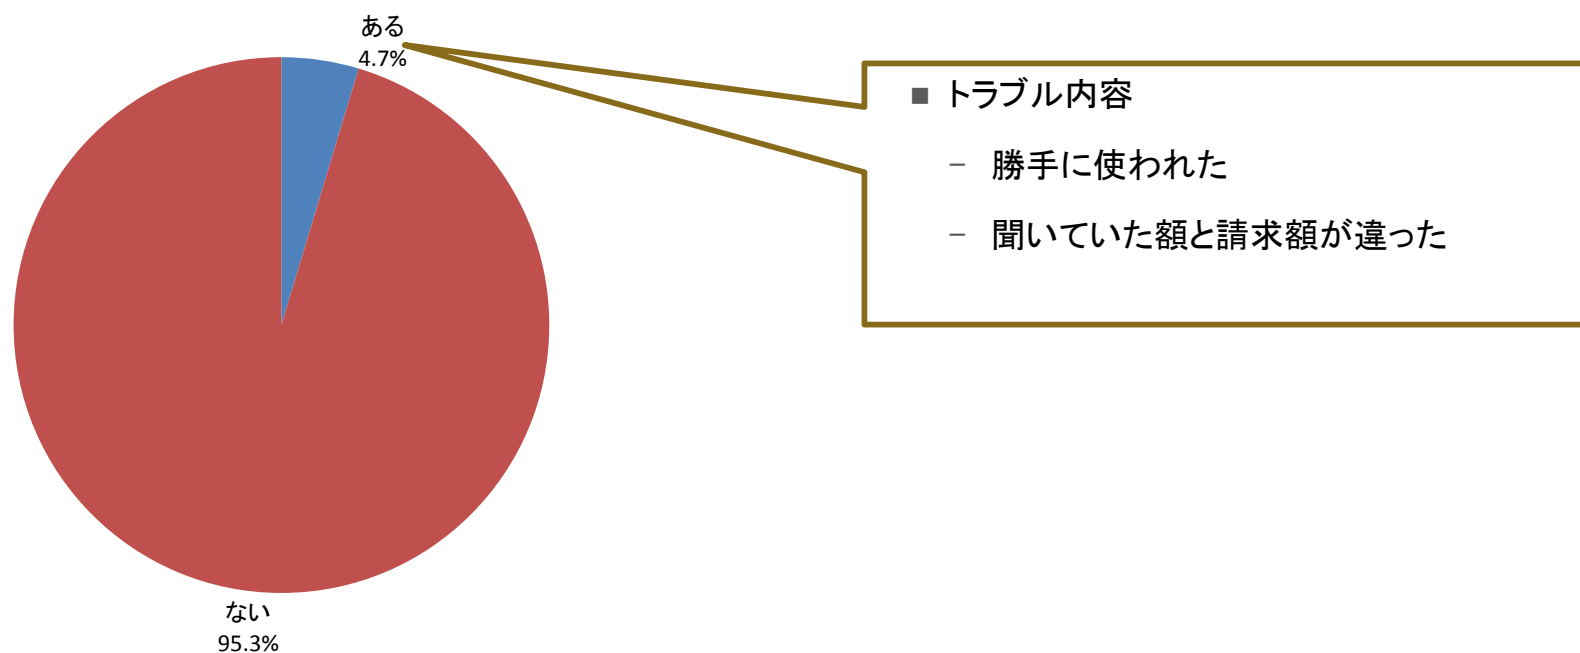 ある
4.7%
■ トラブル内容
– 勝手に使われた
– 聞いていた額と請求額が違った
ない
95.3%